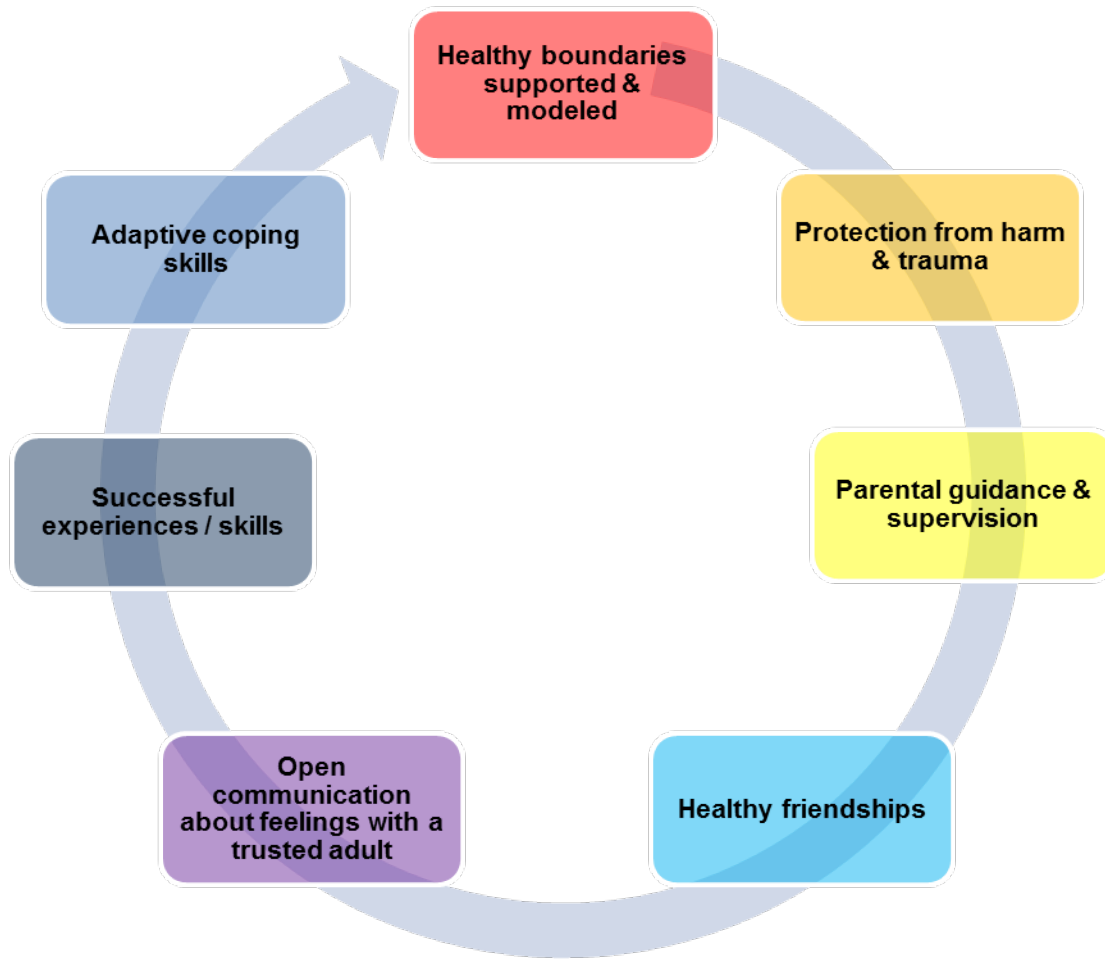 Healthy boundaries
supported &
modeled
Protection from harm
& trauma
Parental guidance &
supervision
Healthy friendships
Open
communication
about feelings with a
trusted adult
Successful
experiences / skills
Adaptive coping
skills